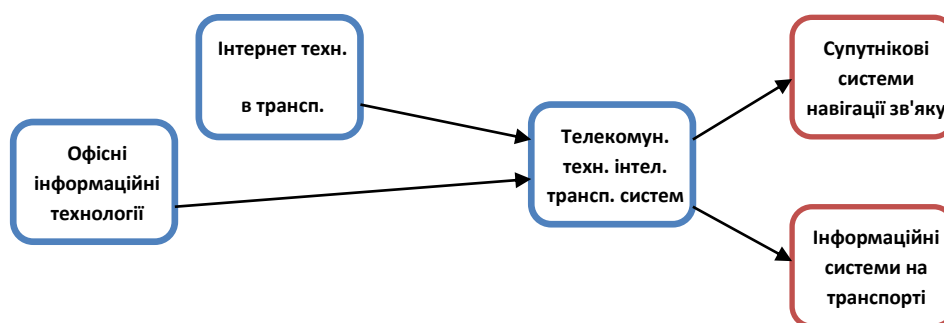 Інтернет техн.
в трансп.
Офісні
інформаційні
технології
Телекомун.
техн. інтел.
трансп. систем
Супутнікові
системи
навігації зв'яку
Інформаційні
системи на
транспорті